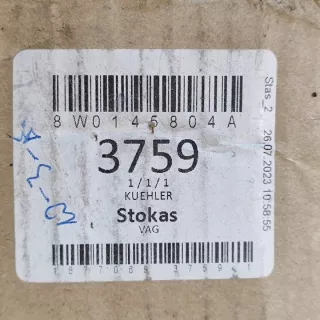 8W0145804A
3759
1/1/1
KUEHLER
Stokas
VAG
Stas_2 26.07.2023 10:58:55